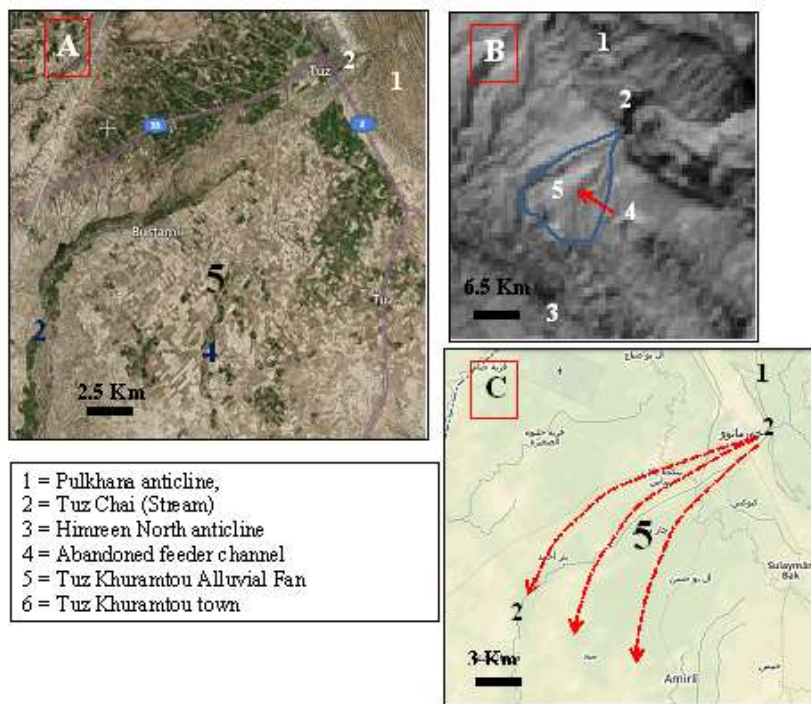 A
2
Tuz
1
55
2
Bustami
5
Tuz
2
4
2.5 Km
B
1
2
5
4
6.5 Km
3
C
1
2
5
Sulaymān
Bak
2
3 Km
Amirli
1 = Pulkhana anticline,
2 = Tuz Chai (Stream)
3 = Himreen North anticline
4 = Abandoned feeder channel
5 = Tuz Khuramtou Alluvial Fan
6 = Tuz Khuramtou town